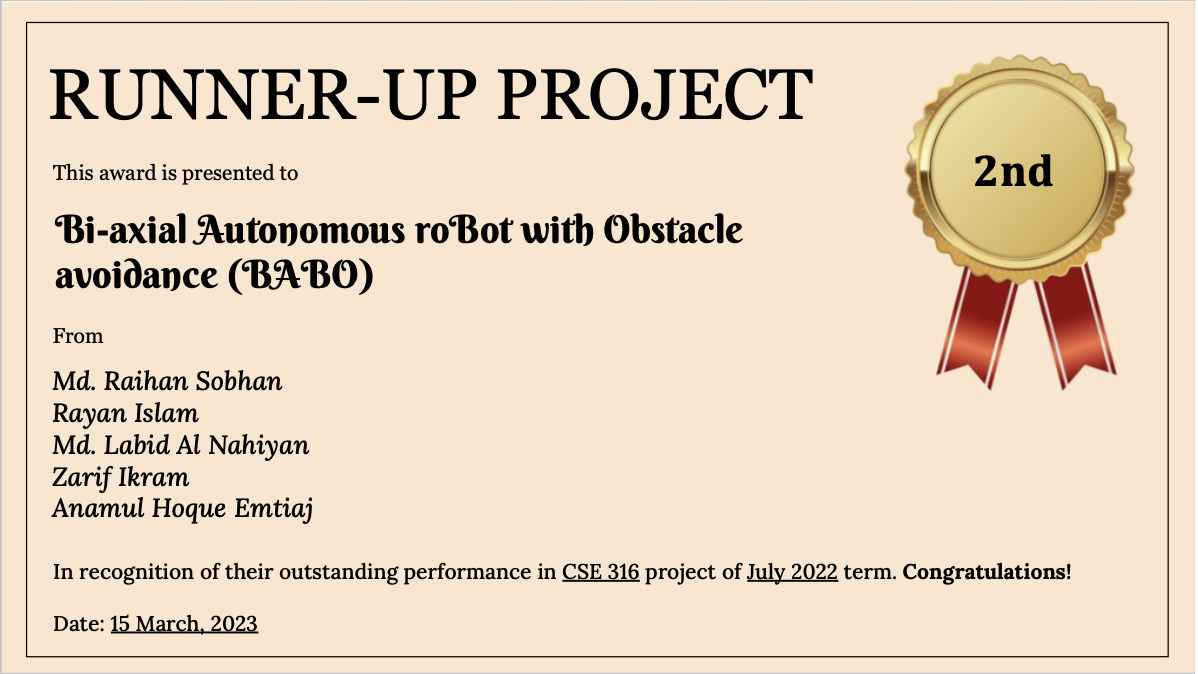 RUNNER-UP PROJECT
2nd
This award is presented to
Bi-axial Autonomous roBot with Obstacle
avoidance (BABO)
From
Md. Raihan Sobhan
Rayan Islam
Md. Labid Al Nahiyan
Zarif Ikram
Anamul Hoque Emtiaj
In recognition of their outstanding performance in CSE 316 project of July 2022 term. Congratulations!
Date: 15 March, 2023